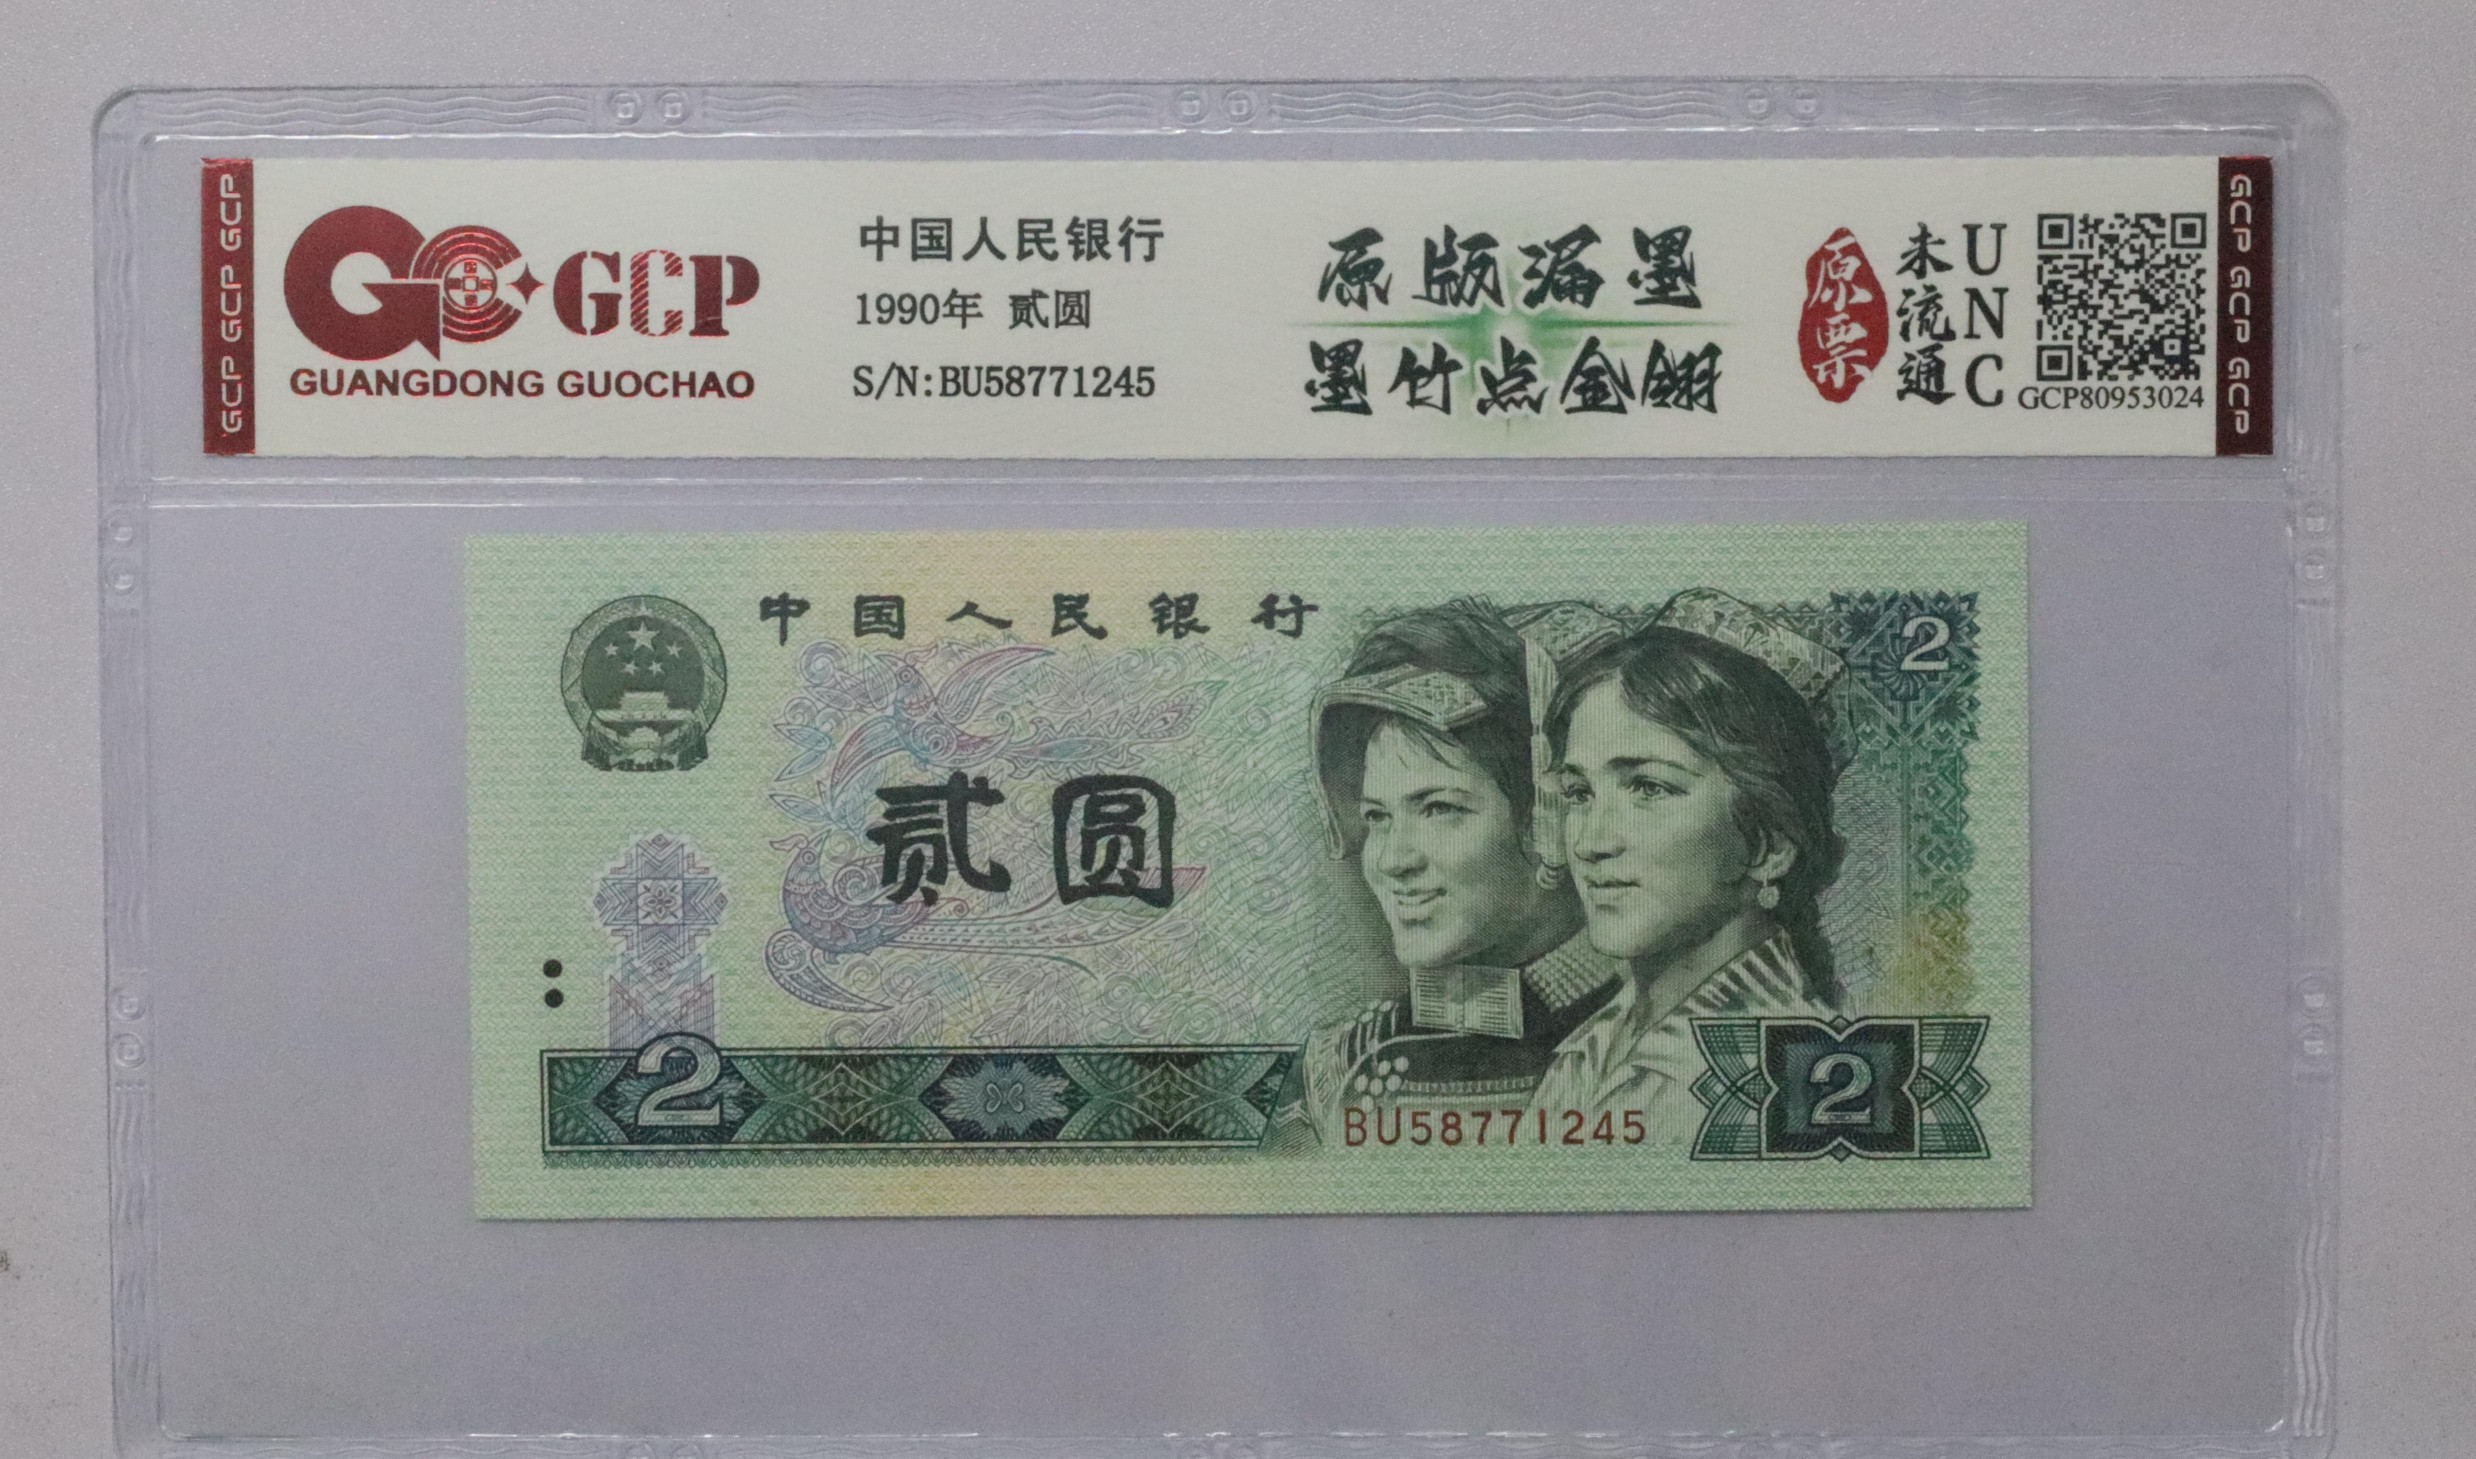 GCP GCP GCP
GCP
GUANGDONG GUOCHAO
中国人民银行
1990年 贰圆
S/N:BU58771245
原版漏墨
墨竹点金翎
原票
未流通
UNC
GCP80953024
GCP GCP GCP
中国人民银行
2
贰圆
2
2
BU58771245